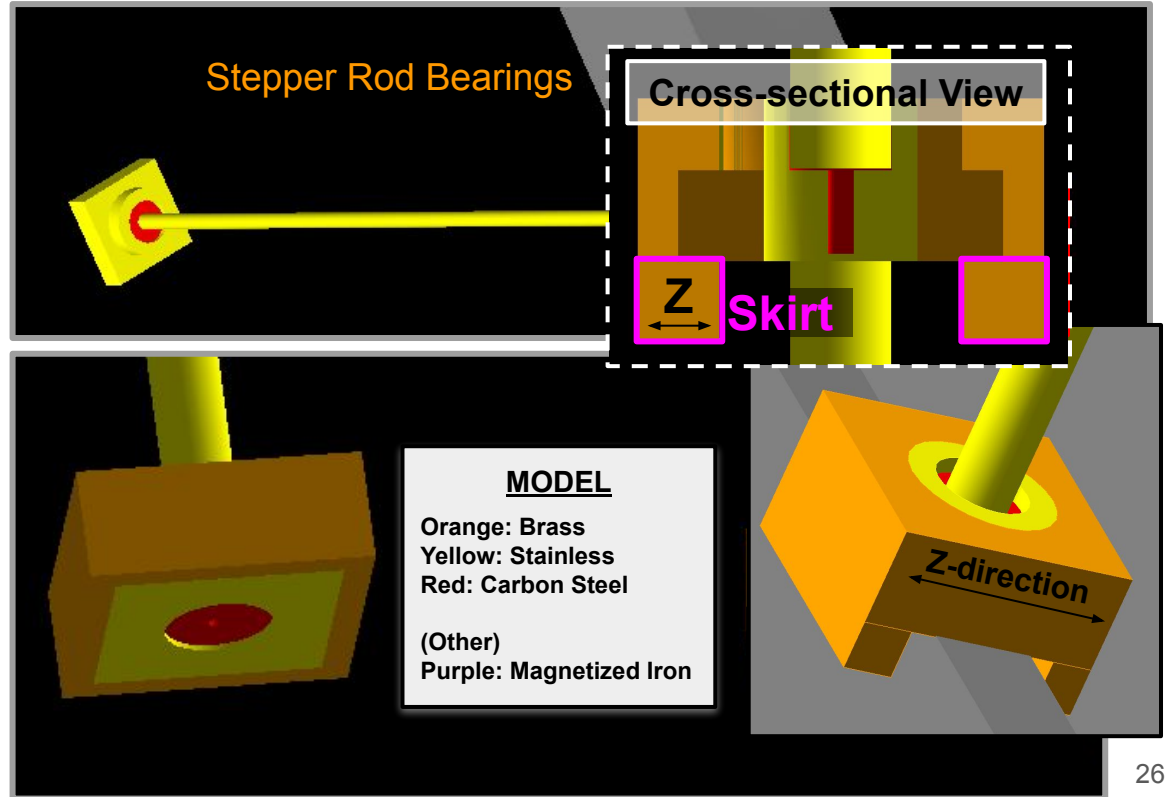 Stepper Rod Bearings
Cross-sectional View
Z
Skirt
MODEL
Orange: Brass
Yellow: Stainless
Red: Carbon Steel
(Other)
Purple: Magnetized Iron
Z-direction
26